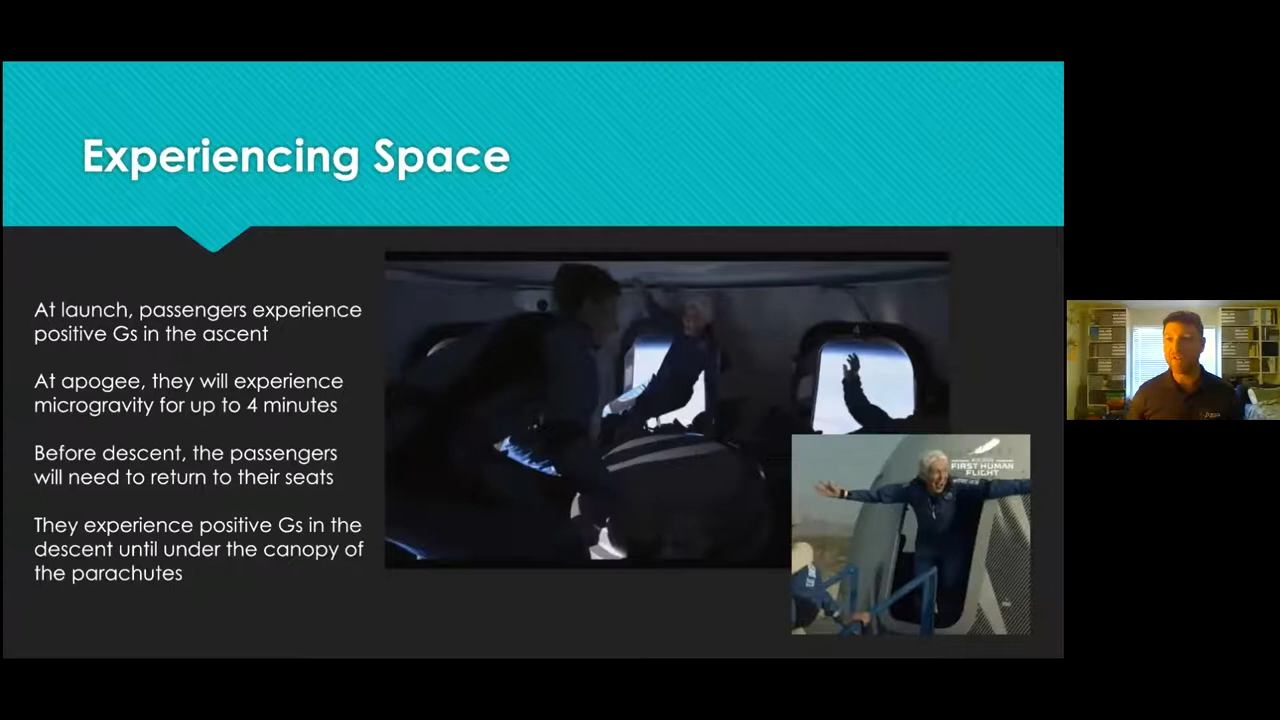 Experiencing Space
At launch, passengers experience
positive Gs in the ascent
At apogee, they will experience
microgravity for up to 4 minutes
Before descent, the passengers
will need to return to their seats
They experience positive Gs in the
descent until under the canopy of
the parachutes
4
FIRST HUMAN
FLIGHT